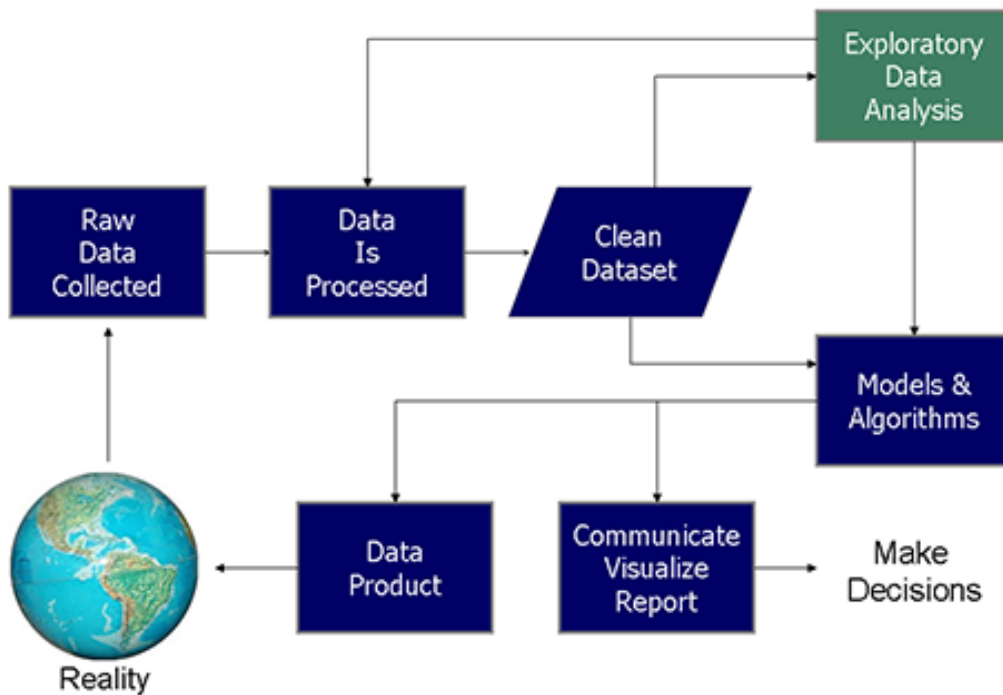 Exploratory
Data
Analysis
Raw
Data
Collected
Data
Is
Processed
Clean
Dataset
Models &
Algorithms
Data
Product
Communicate
Visualize
Report
Make
Decisions
Reality